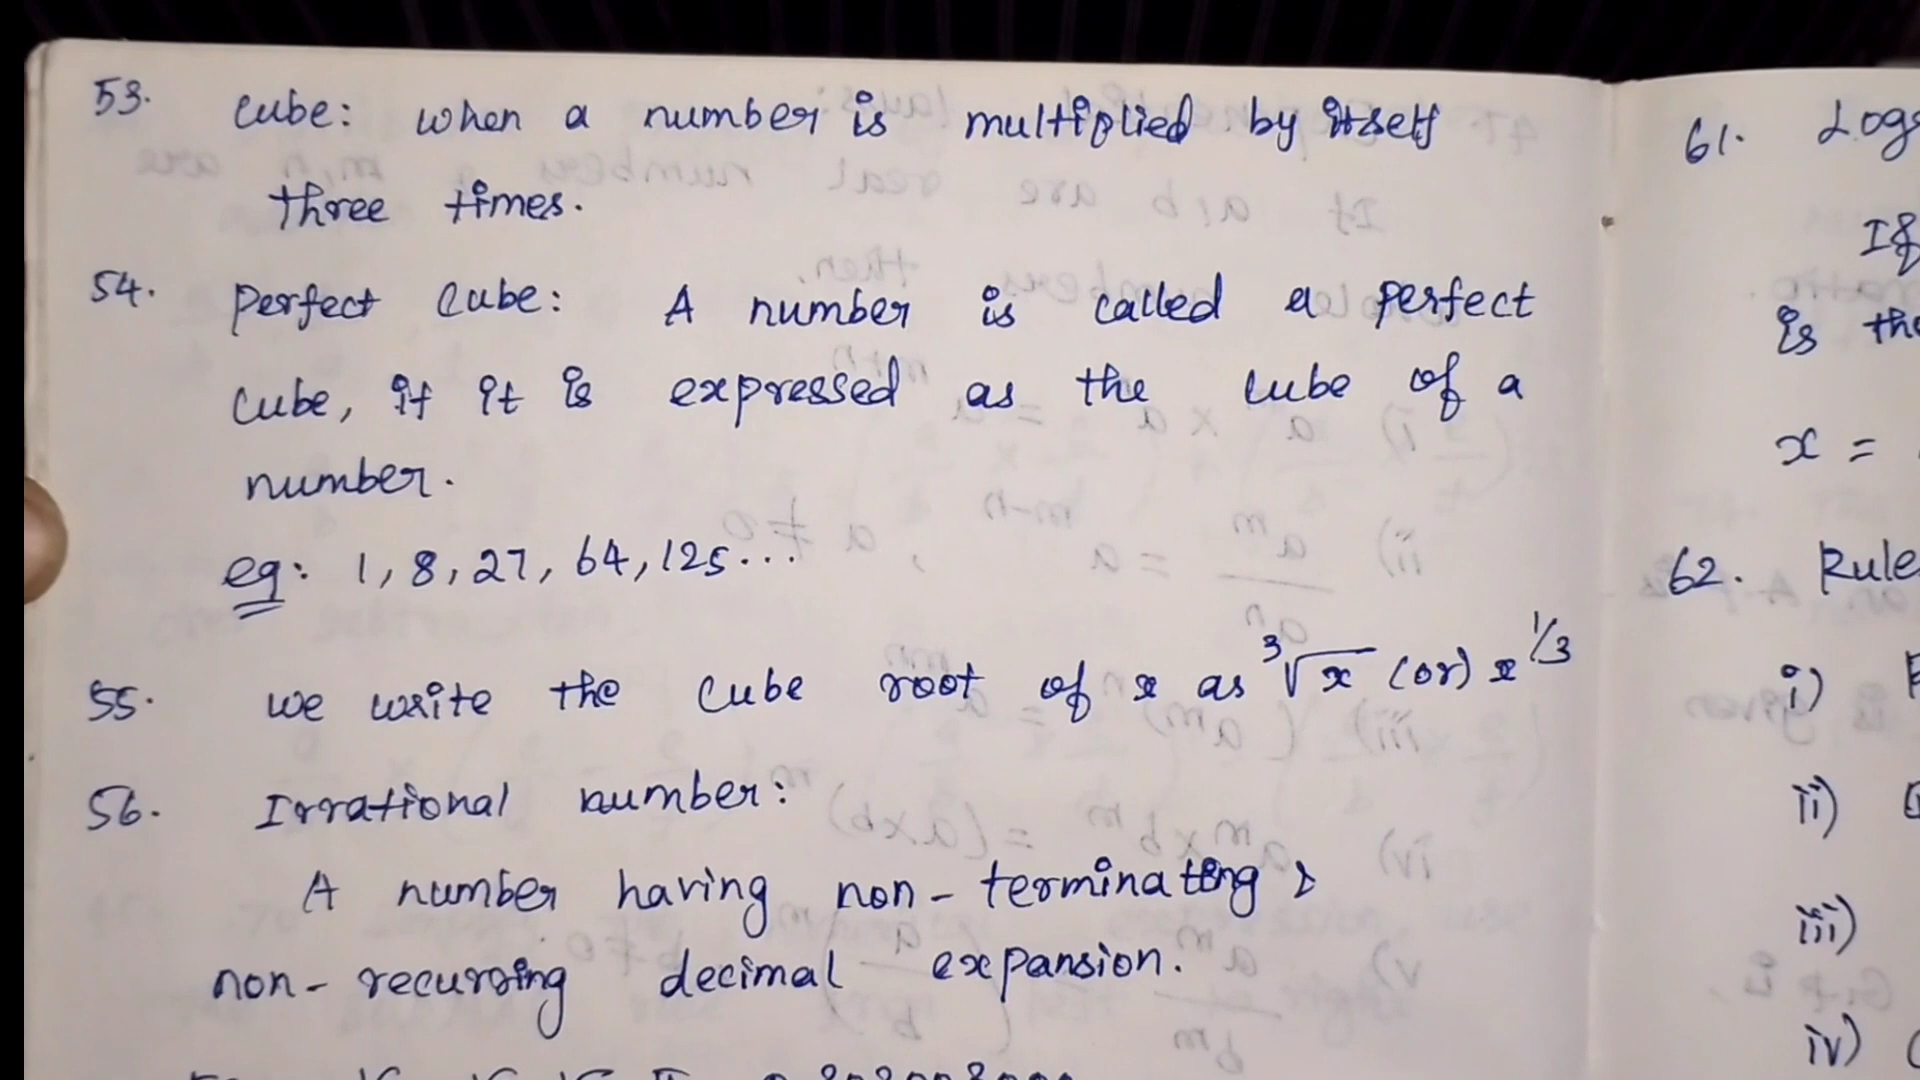 53. Cube: when a number is multiplied by itself
three times.
54. Perfect Cube: A number is called a perfect
cube, if it is expressed as the cube of a
number.
eg: 1, 8, 27, 64, 125...
55. we write the cube root of x as ³√x (or) x^1/3
56. Irrational number:
A number having non-terminating &
non-recurring decimal expansion.
61.
If
is the
x =
62. Rule
i)
ii)
iii)
iv)